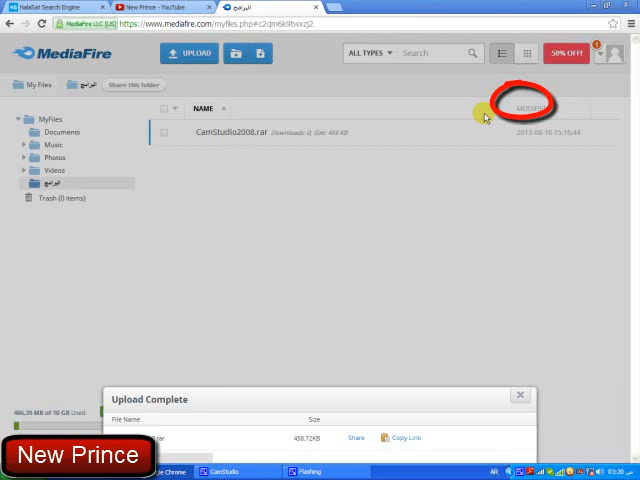 HalaSat Search Engine
New Prince - YouTube
البرامج
MediaFire LLC [US]
https://www.mediafire.com/myfiles.php#c2qm6k9twxzj2
MediaFire
UPLOAD
ALL TYPES
Search
50% OFF!
My Files
البرامج
Share this folder
NAME
MODIFIED
MyFiles
Documents
Music
Photos
Videos
البرامج
Trash (0 items)
CamStudio2008.rar Downloads: 0, Size: 459 KB
2013-08-16 15:16:44
Upload Complete
File Name
Size
.rar
458.72KB
Share
Copy Link
406.39 MB of 10 GB Used
New Prince
Google Chrome
CamStudio
Flashing
AR
03:20 ص